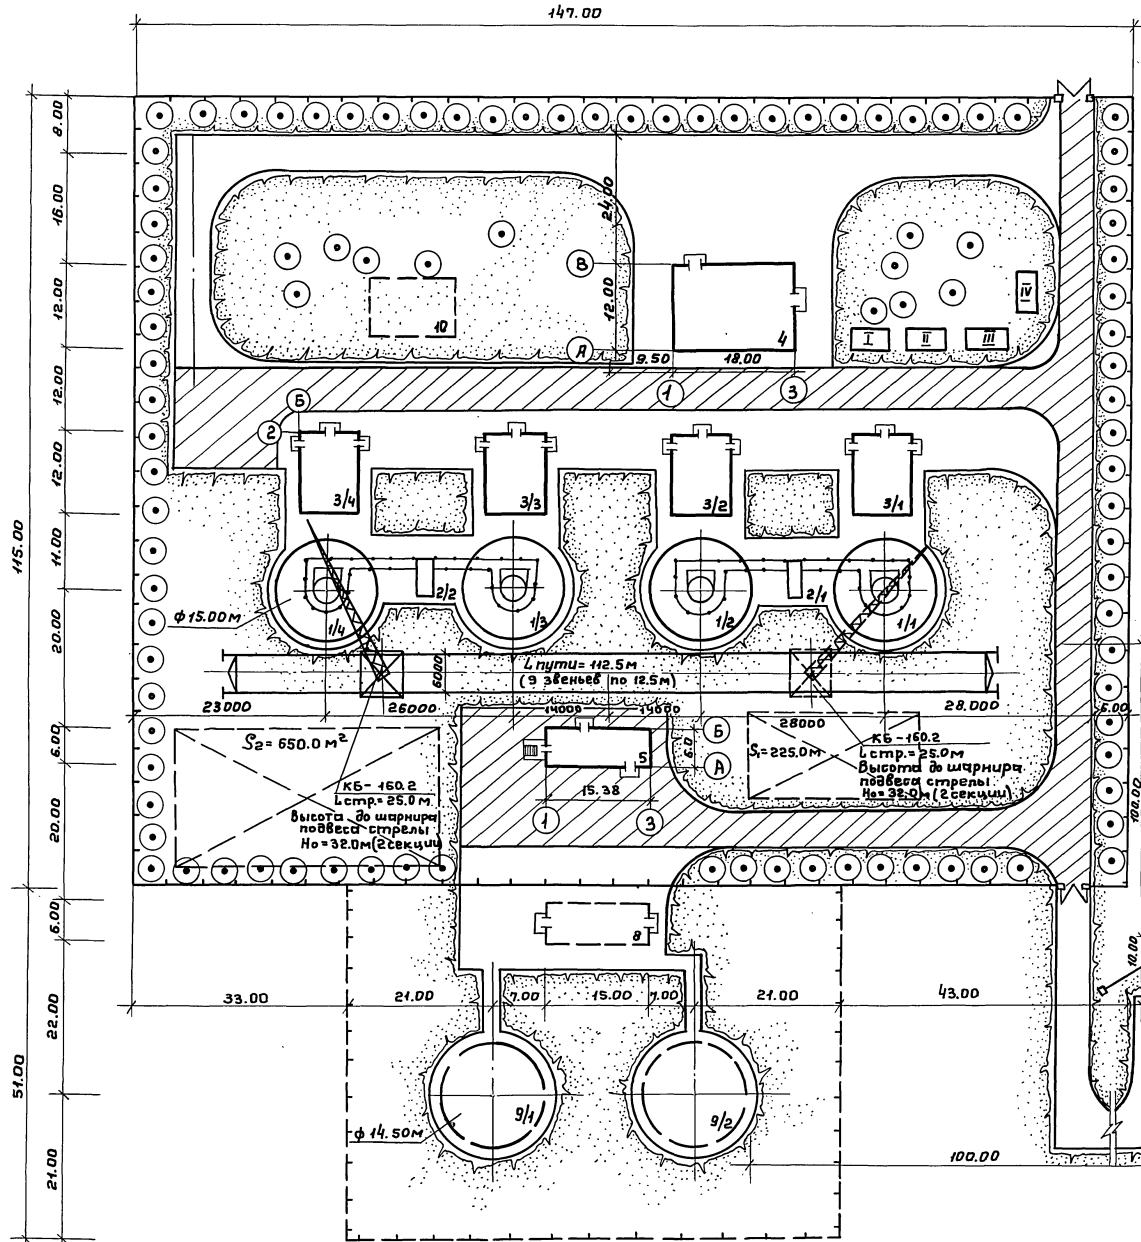 147.00
8.00
16.00
24.00
В
12.00
12.00
10
4
IV
I
II
III
А
9.50
18.00
1
3
12.00
Б
2
12.00
3/4
3/3
3/2
3/1
115.00
14.00
2/2
2/1
ф 15.00м
1/4
1/3
1/2
1/1
20.00
6000
L пути = 112.5м
(9 звеньев по 12.5м)
23000
26000
14000
14000
28000
28.000
6.00
6.00
S₂= 650.0 м²
Б
6.0
А
5
S₁=225.0м
КБ-160.2
Lстр.= 25.0м
Высота до шарнира
подвеса стрелы
Но= 32.0м (2 секции)
КБ- 160.2
Lстр.= 25.0 м.
Высота до шарнира
подвеса стрелы
Но = 32.0м(2секции)
15.38
1
3
20.00
100.00
6.00
8
10.00
33.00
21.00
7.00
15.00
7.00
21.00
43.00
22.00
51.00
9/1
9/2
ф 14.50м
100.00
21.00